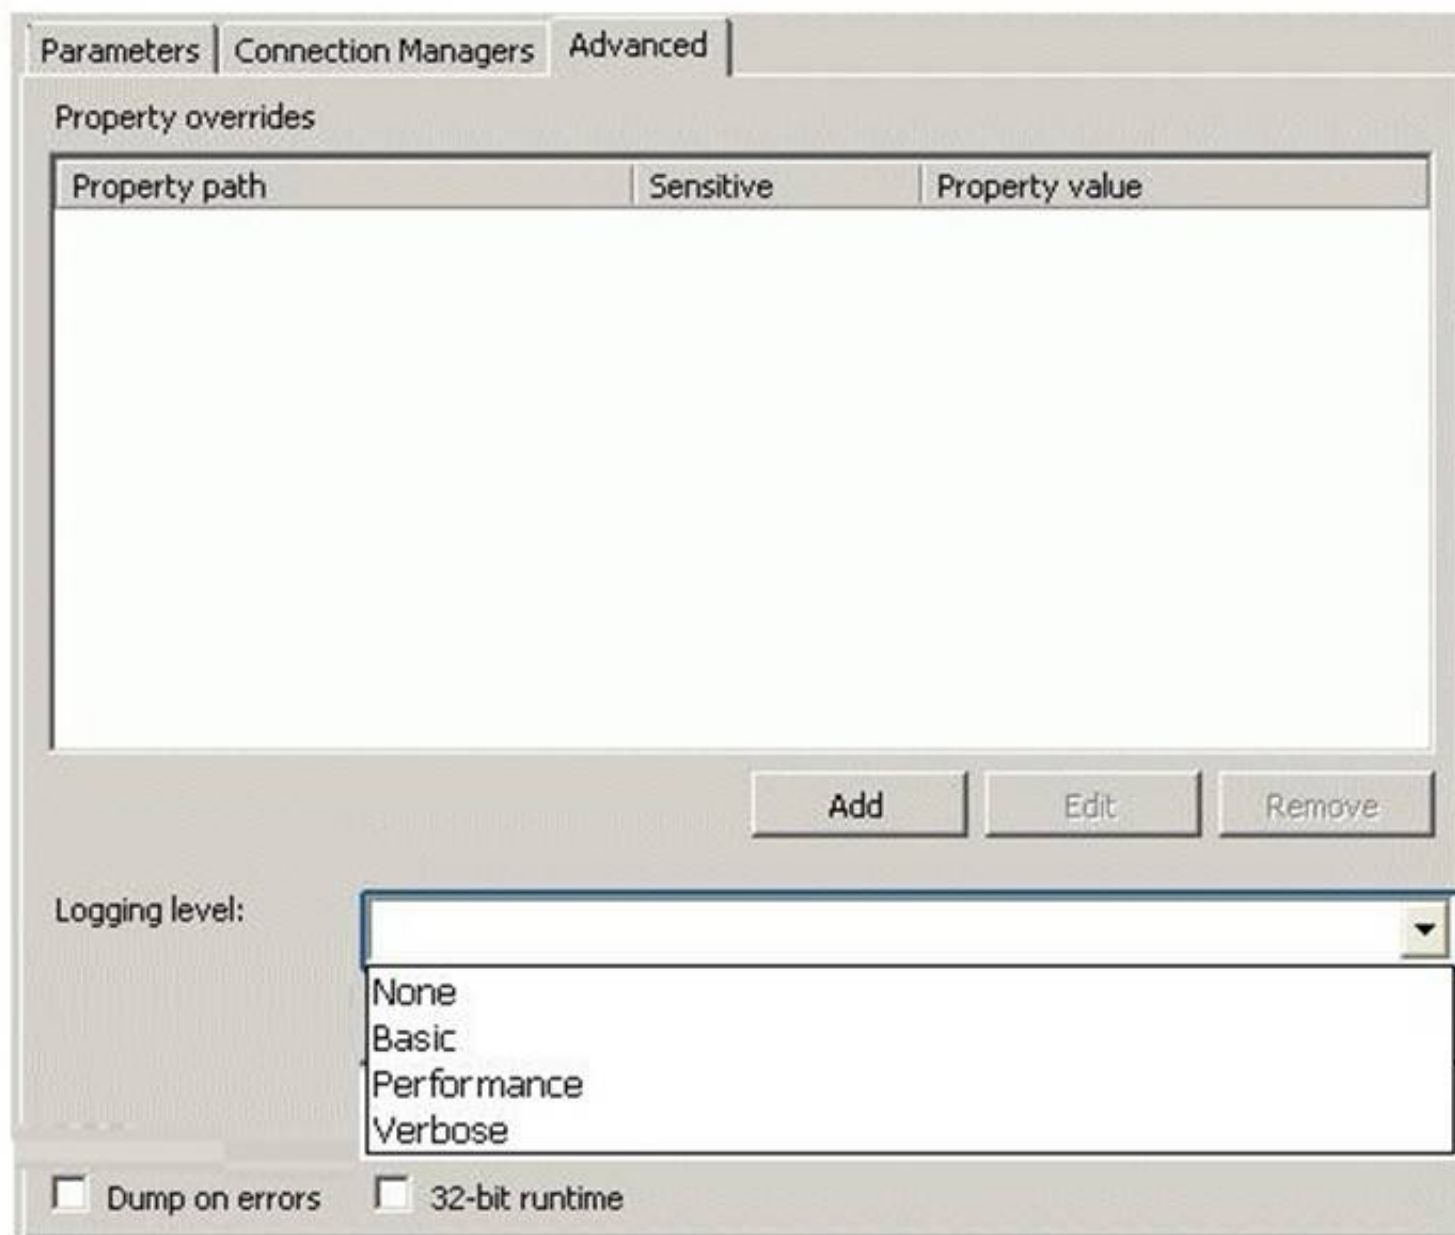 Parameters Connection Managers Advanced
Property overrides
Property path Sensitive Property value
Add Edit Remove
Logging level:
None
Basic
Performance
Verbose
Dump on errors 32-bit runtime